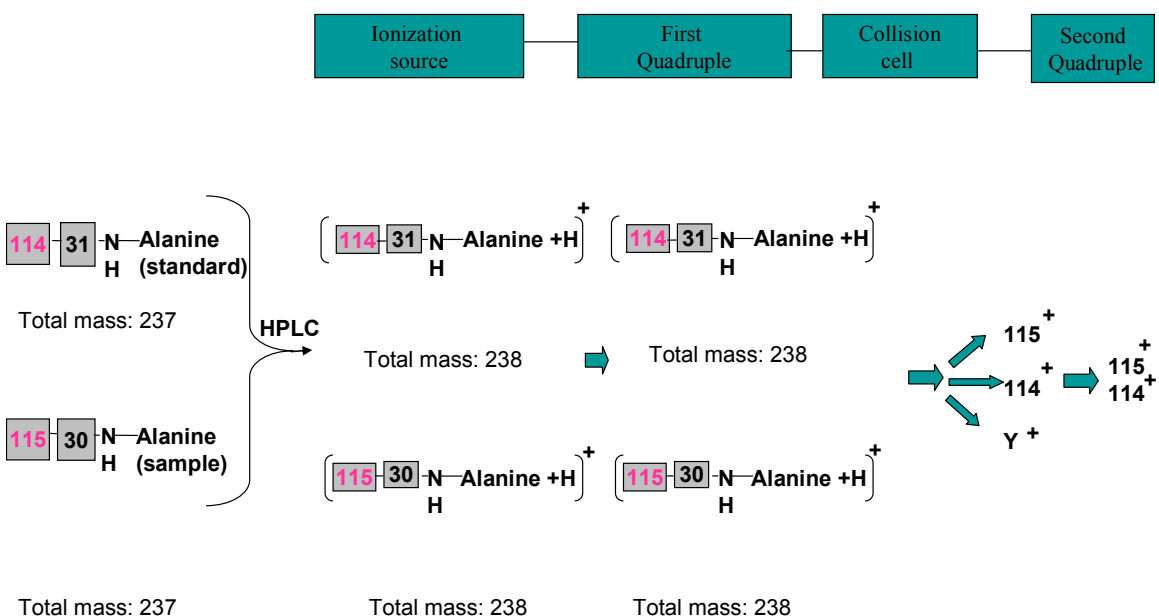 Ionization
source
First
Quadruple
Collision
cell
Second
Quadruple
114 31 N Alanine
H (standard)
Total mass: 237
HPLC
115 30 N Alanine
H (sample)
Total mass: 237
114 31 N Alanine +H +
H
Total mass: 238
115 30 N Alanine +H +
H
Total mass: 238
114 31 N Alanine +H +
H
Total mass: 238
115 30 N Alanine +H +
H
Total mass: 238
115 +
114 +
Y +
115 +
114 +